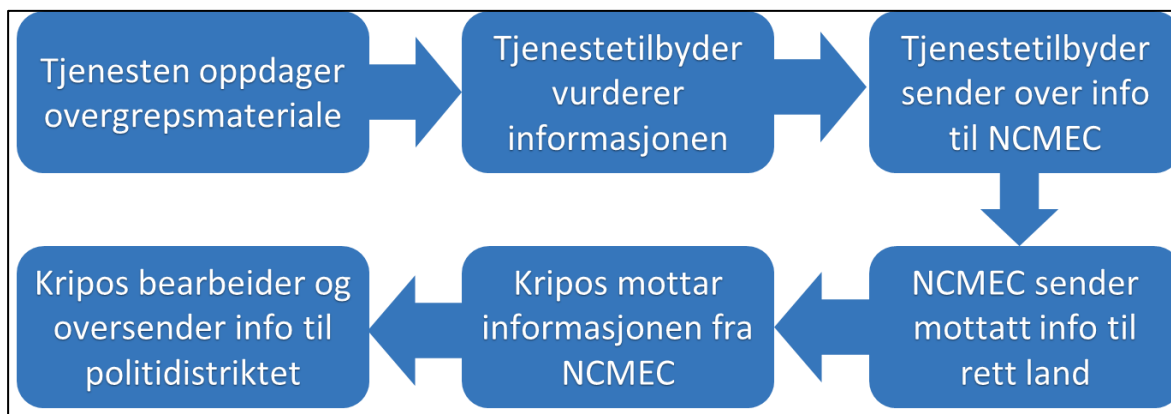 Tjenesten oppdager
overgrepsmateriale
Tjenestetilbyder
vurderer
informasjonen
Tjenestetilbyder
sender over info
til NCMEC
NCMEC sender
mottatt info til
rett land
Kripos mottar
informasjonen fra
NCMEC
Kripos bearbeider og
oversender info til
politidistriktet